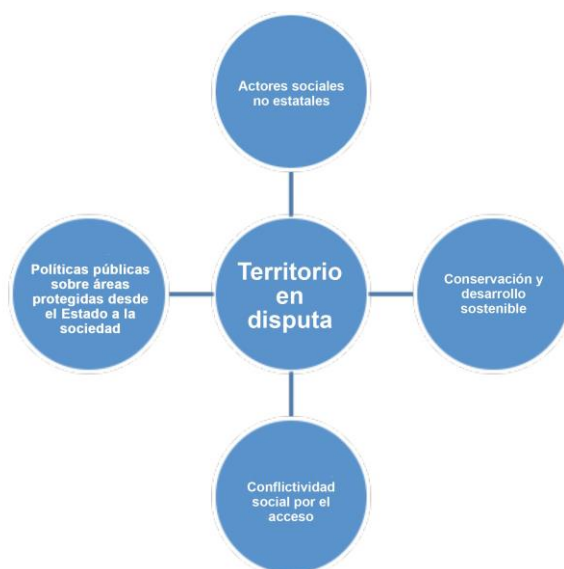 Actores sociales
no estatales
Políticas públicas
sobre áreas
protegidas desde
el Estado a la
sociedad
Territorio
en
disputa
Conservación y
desarrollo
sostenible
Conflictividad
social por el
acceso